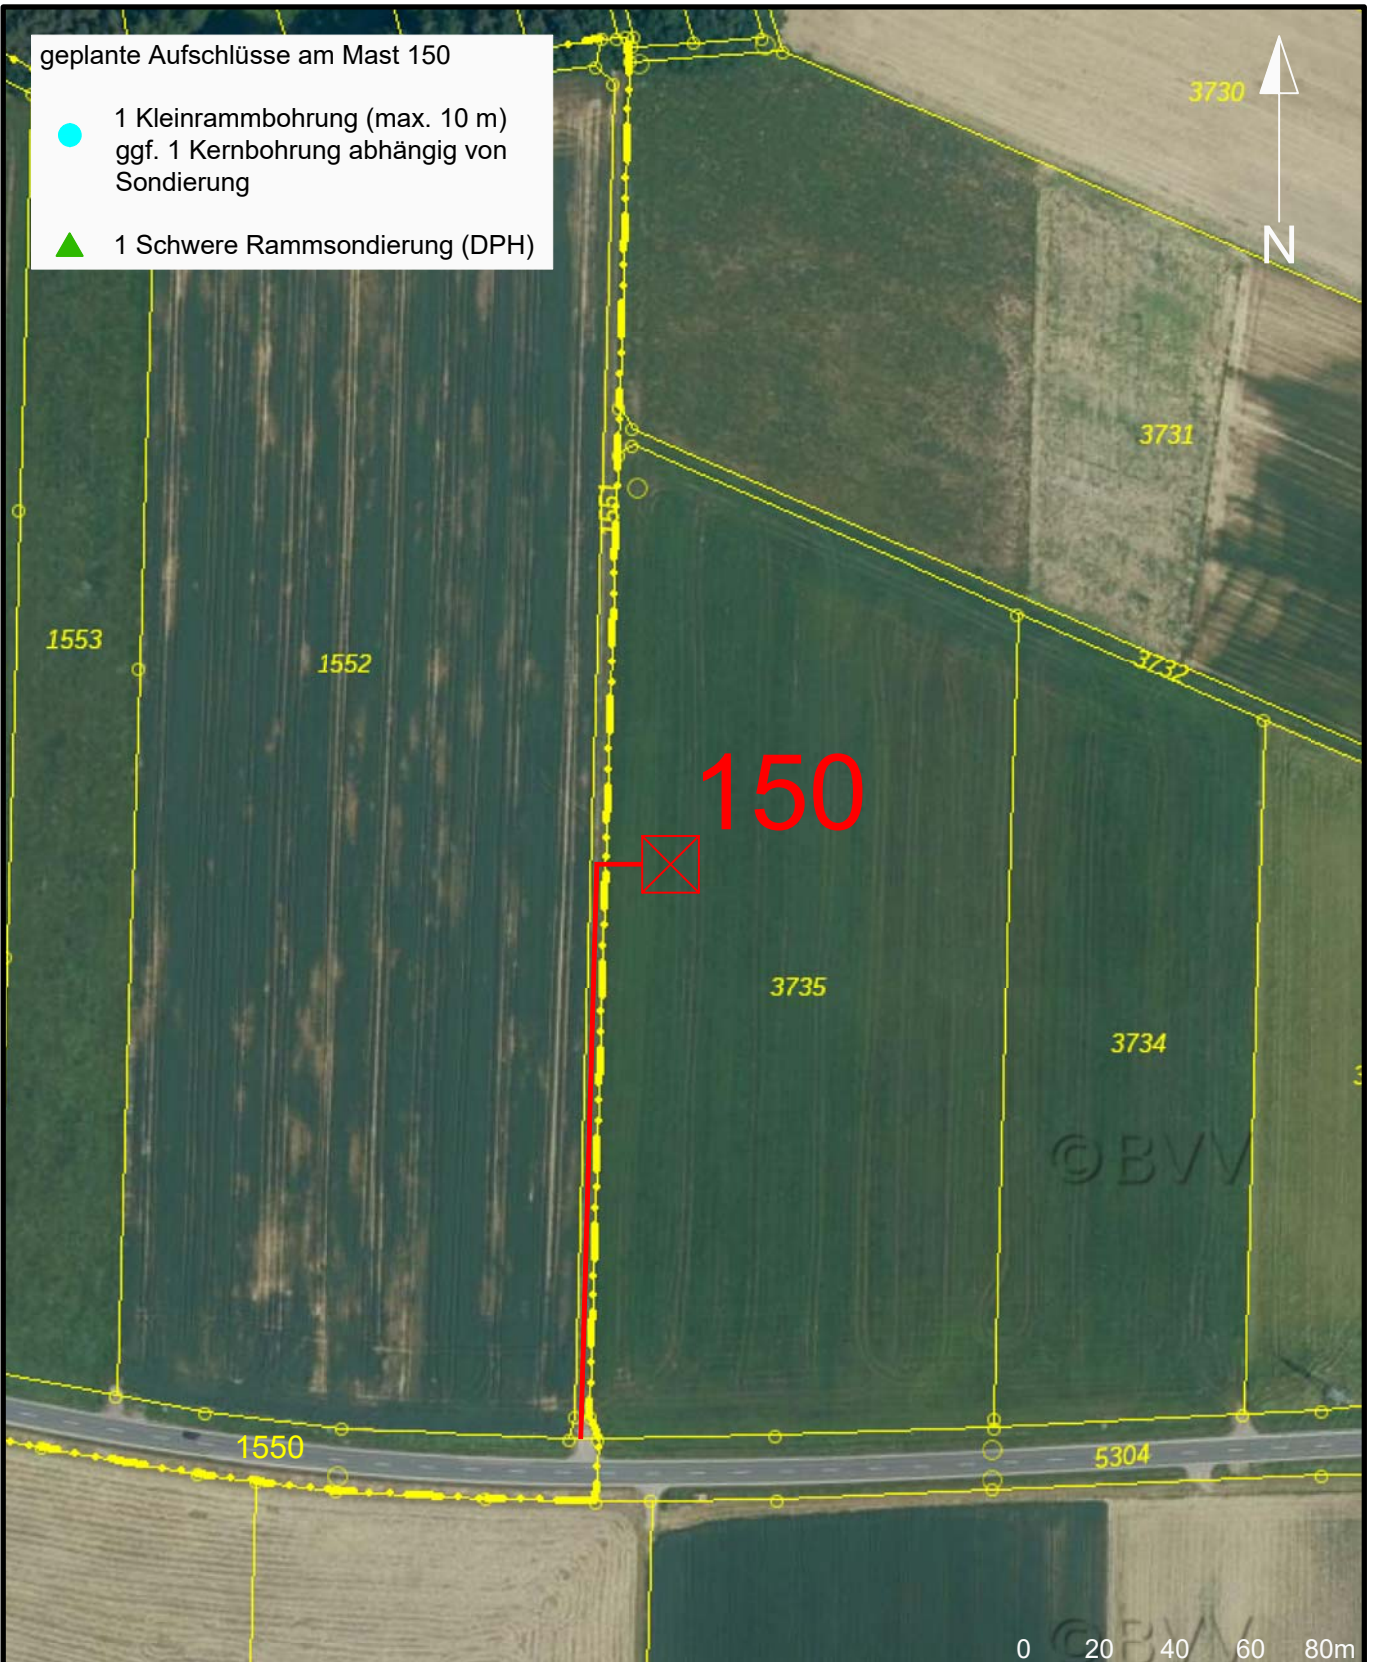 geplante Aufschlüsse am Mast 150
1 Kleinrammbohrung (max. 10 m)
ggf. 1 Kernbohrung abhängig von
Sondierung
1 Schwere Rammsondierung (DPH)
3730
N
3731
1551
1553
1552
3732
150
3735
3734
©BVV
1550
5304
©BVV
0 20 40 60 80m